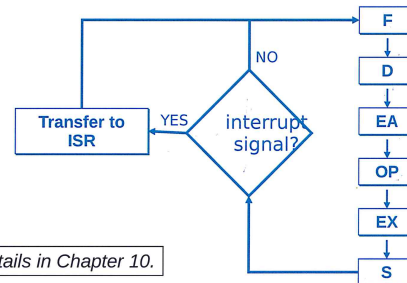 F
NO
D
Transfer to
ISR
YES
interrupt
signal?
EA
OP
EX
tails in Chapter 10.
S